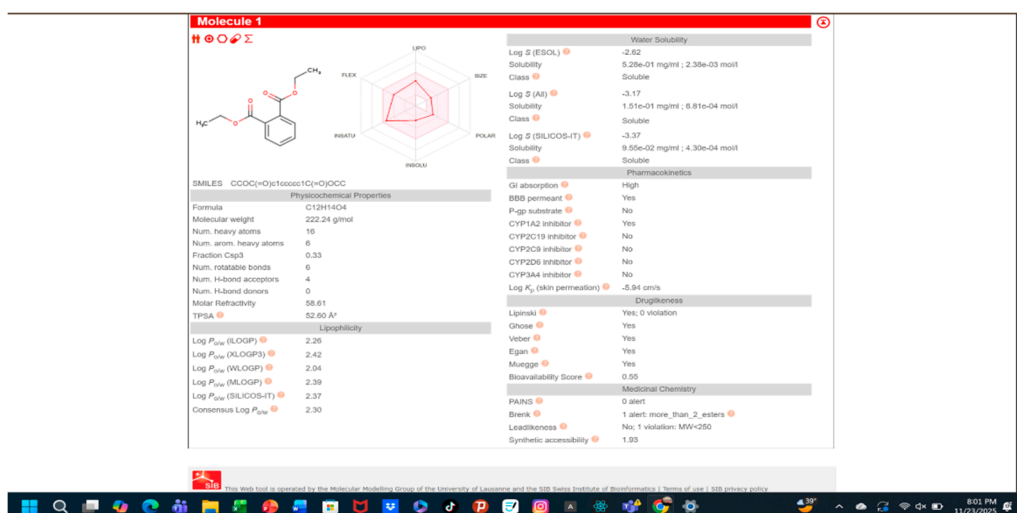 Molecule 1
LIPO
FLEX
SIZE
INSATU
POLAR
INSOLU
CH₃
O
O
O
O
H₃C
SMILES CCOC(=O)c1ccccc1C(=O)OCC
Physicochemical Properties
Formula C12H14O4
Molecular weight 222.24 g/mol
Num. heavy atoms 16
Num. arom. heavy atoms 6
Fraction Csp3 0.33
Num. rotatable bonds 6
Num. H-bond acceptors 4
Num. H-bond donors 0
Molar Refractivity 58.61
TPSA 52.60 Å²
Lipophilicity
Log Po/w (iLOGP) 2.26
Log Po/w (XLOGP3) 2.42
Log Po/w (WLOGP) 2.04
Log Po/w (MLOGP) 2.39
Log Po/w (SILICOS-IT) 2.37
Consensus Log Po/w 2.30
Water Solubility
Log S (ESOL) -2.62
Solubility 5.28e-01 mg/ml ; 2.38e-03 mol/l
Class Soluble
Log S (Ali) -3.17
Solubility 1.51e-01 mg/ml ; 6.81e-04 mol/l
Class Soluble
Log S (SILICOS-IT) -3.37
Solubility 9.55e-02 mg/ml ; 4.30e-04 mol/l
Class Soluble
Pharmacokinetics
GI absorption High
BBB permeant Yes
P-gp substrate No
CYP1A2 inhibitor Yes
CYP2C19 inhibitor No
CYP2C9 inhibitor No
CYP2D6 inhibitor No
CYP3A4 inhibitor No
Log Kp (skin permeation) -5.94 cm/s
Druglikeness
Lipinski Yes; 0 violation
Ghose Yes
Veber Yes
Egan Yes
Muegge Yes
Bioavailability Score 0.55
Medicinal Chemistry
PAINS 0 alert
Brenk 1 alert: more_than_2_esters
Leadlikeness No; 1 violation: MW<250
Synthetic accessibility 1.93
SIB
This Web tool is operated by the Molecular Modelling Group of the University of Lausanne and the SIB Swiss Institute of Bioinformatics | Terms of use | SIB privacy policy
39°
8:01 PM
11/23/2025